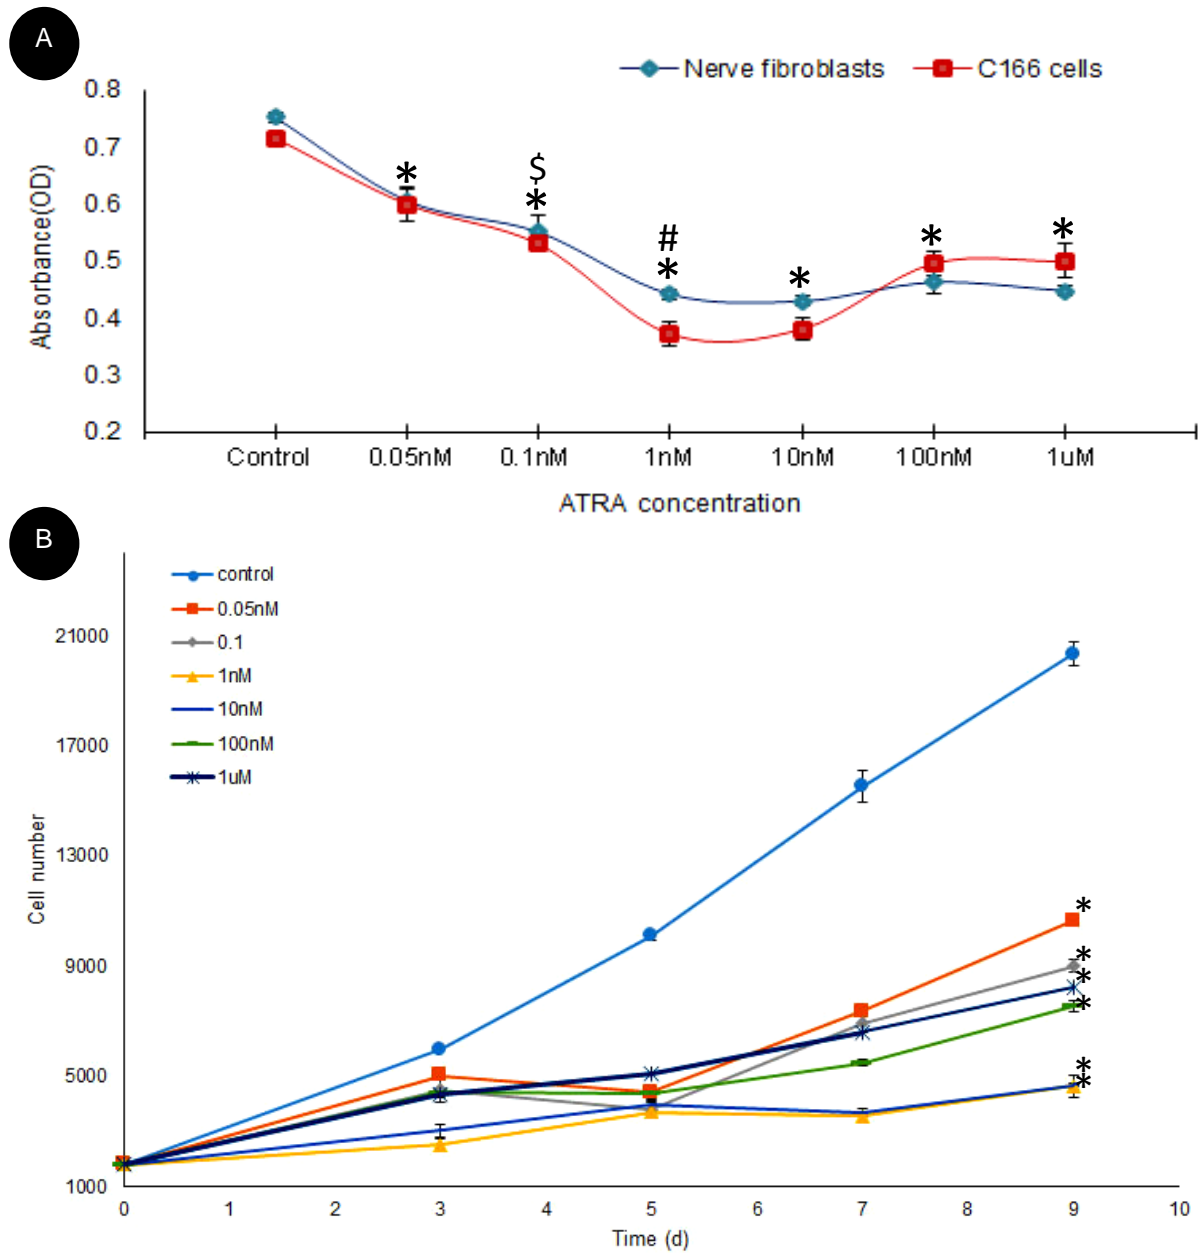 A
Nerve fibroblasts C166 cells
0.8
0.7
0.6
0.5
0.4
0.3
0.2
Absorbance(OD)
*
$
*
#
*
*
*
*
Control 0.05nM 0.1nM 1nM 10nM 100nM 1uM
ATRA concentration
B
control
0.05nM
0.1
1nM
10nM
100nM
1uM
21000
17000
13000
9000
5000
1000
Cell number
*
*
*
*
*
*
0 1 2 3 4 5 6 7 8 9 10
Time (d)